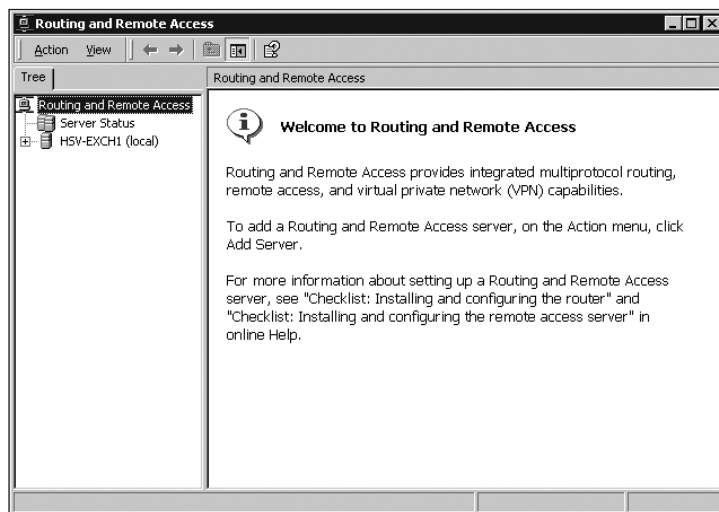 Routing and Remote Access
Action View
Tree
Routing and Remote Access
Routing and Remote Access
Server Status
HSV-EXCH1 (local)
Welcome to Routing and Remote Access
Routing and Remote Access provides integrated multiprotocol routing,
remote access, and virtual private network (VPN) capabilities.
To add a Routing and Remote Access server, on the Action menu, click
Add Server.
For more information about setting up a Routing and Remote Access
server, see "Checklist: Installing and configuring the router" and
"Checklist: Installing and configuring the remote access server" in
online Help.